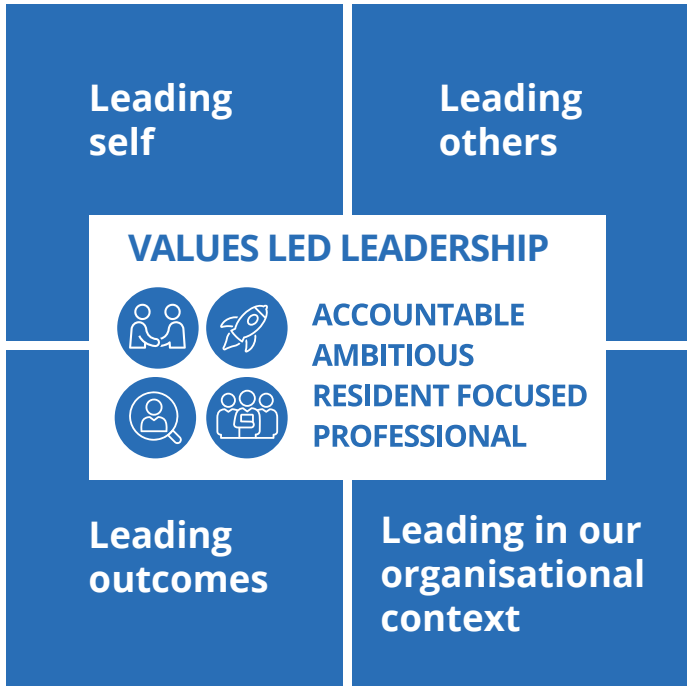 Leading
self
Leading
others
VALUES LED LEADERSHIP
ACCOUNTABLE
AMBITIOUS
RESIDENT FOCUSED
PROFESSIONAL
Leading
outcomes
Leading in our
organisational
context